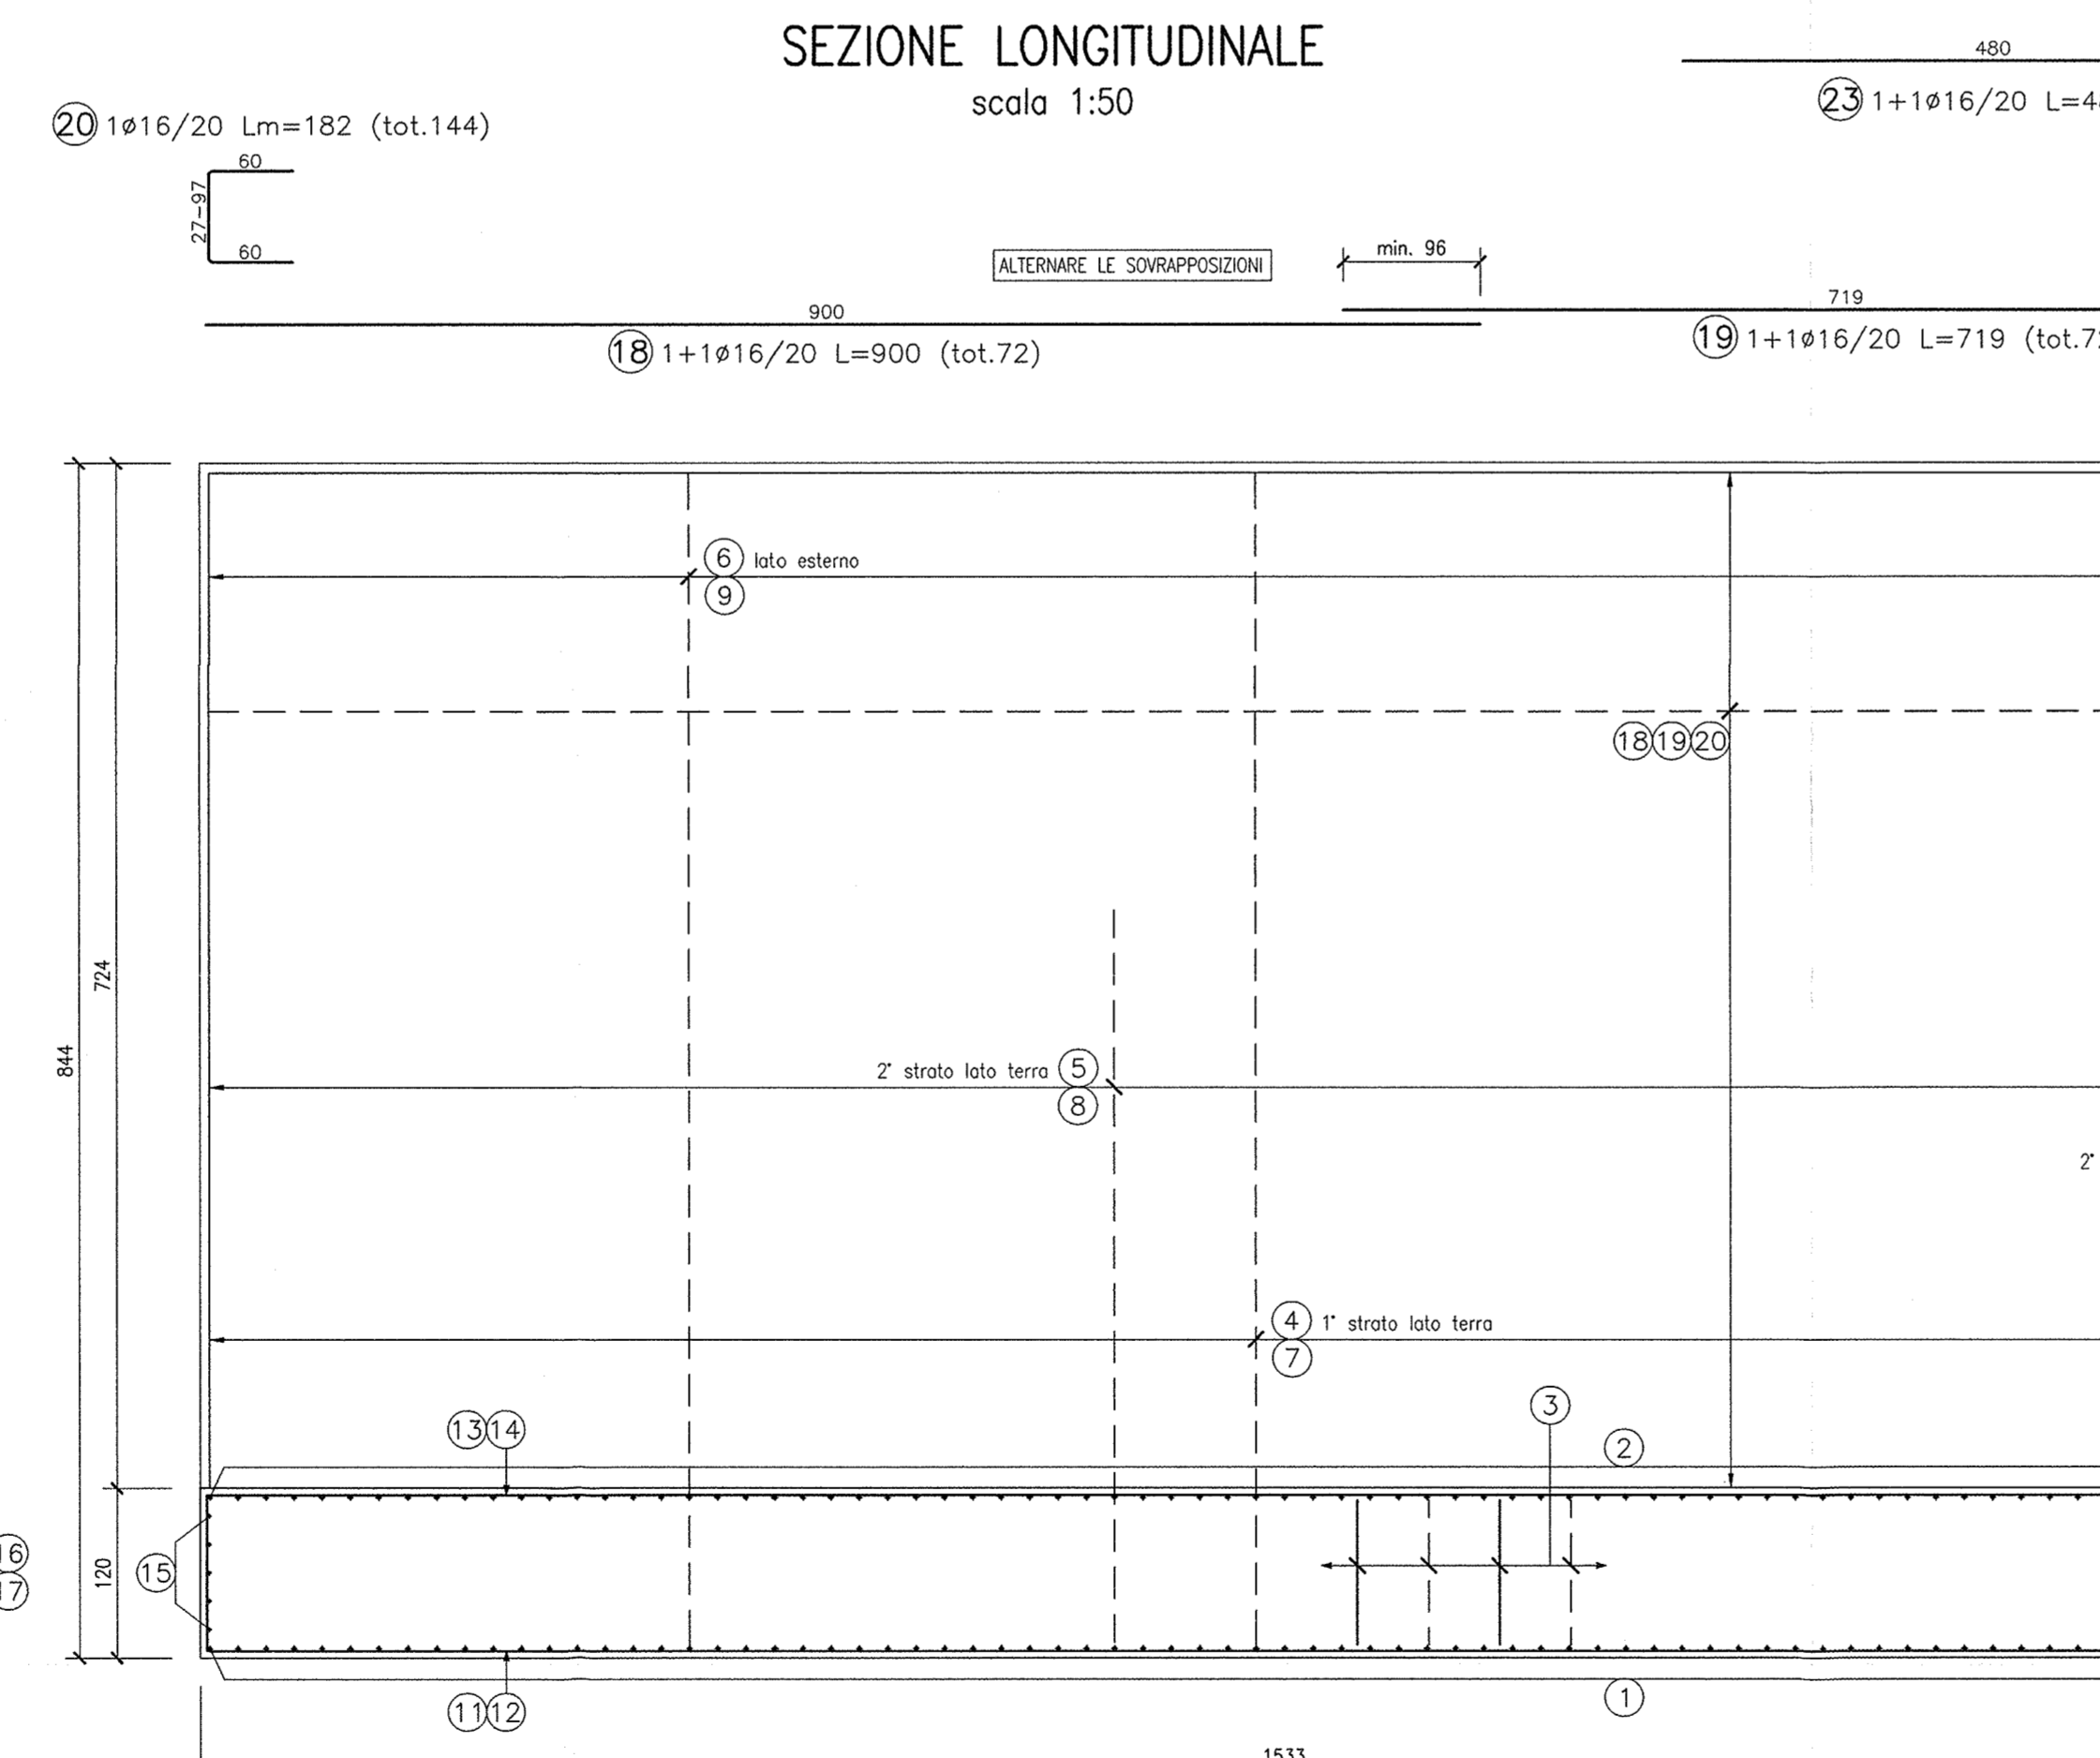 SEZIONE LONGITUDINALE
scala 1:50
480
23 1+1ø16/20 L=4
20 1ø16/20 Lm=182 (tot.144)
60
27-97
60
ALTERNARE LE SOVRAPPOSIZIONI
min. 96
900
719
18 1+1ø16/20 L=900 (tot.72)
19 1+1ø16/20 L=719 (tot.7
6 lato esterno
9
18 19 20
724
844
2° strato lato terra 5
8
2°
4 1° strato lato terra
7
3
13 14
2
16
17
15
120
11 12
1
1533